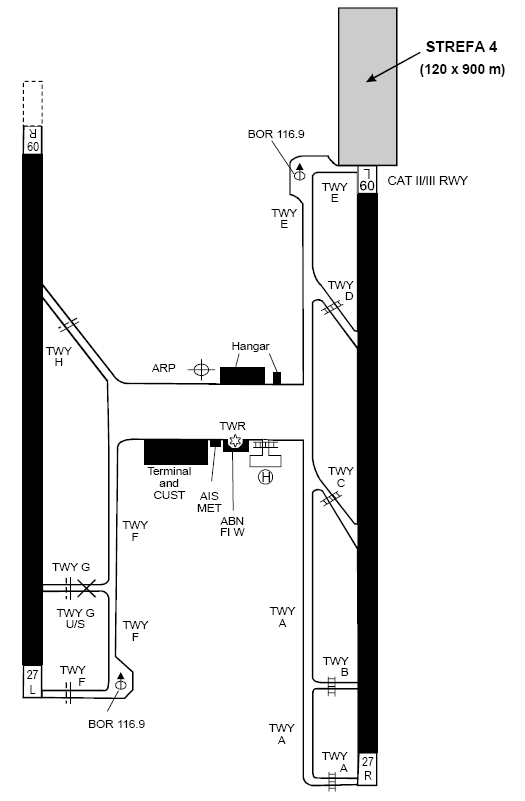 STREFA 4
(120 x 900 m)
BOR 116.9
R
09
L
09
CAT II/III RWY
TWY
E
TWY
E
TWY
D
TWY
H
ARP
Hangar
TWR
Terminal
and
CUST
AIS
MET
ABN
FI W
H
TWY
C
TWY
F
TWY G
TWY G
U/S
TWY
F
TWY
A
TWY
B
27
L
TWY
F
BOR 116.9
TWY
A
TWY
A
27
R